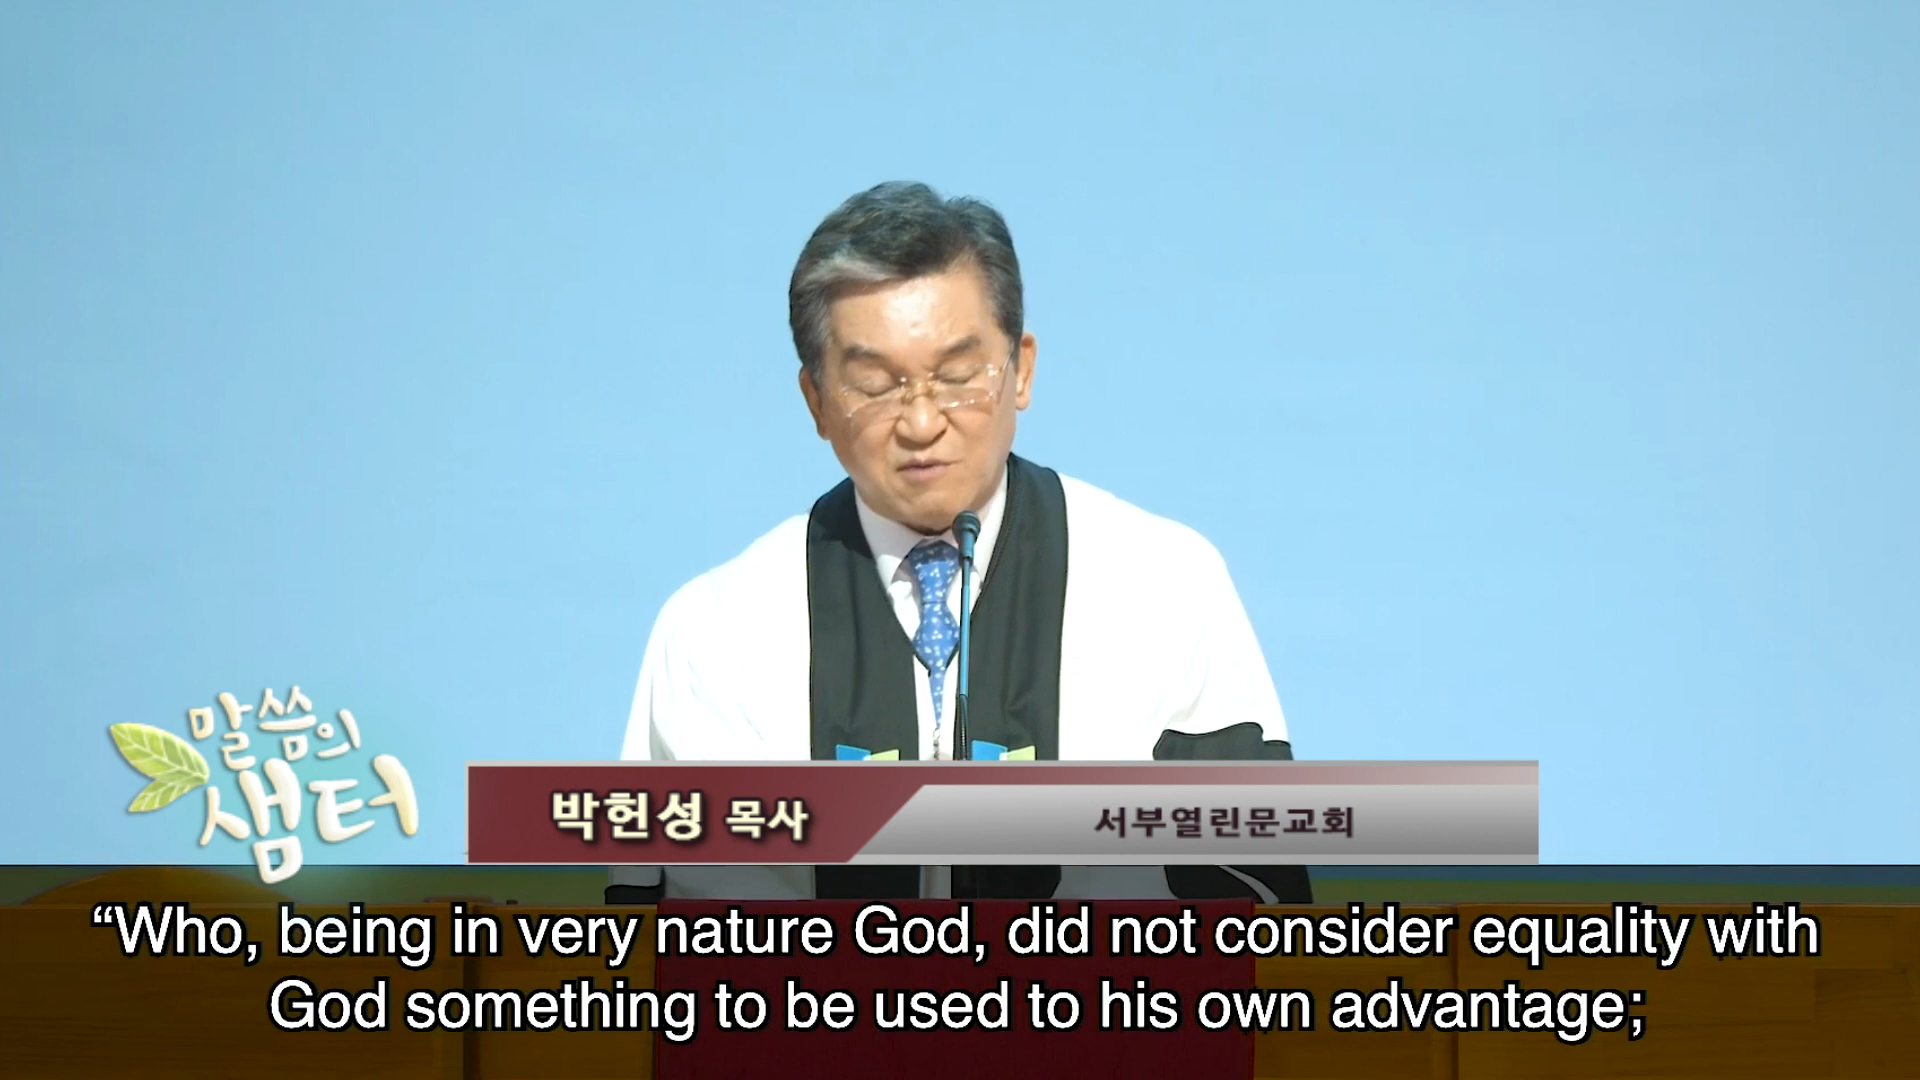 말씀의
샘터
박헌성 목사
서부열린문교회
“Who, being in very nature God, did not consider equality with
God something to be used to his own advantage;